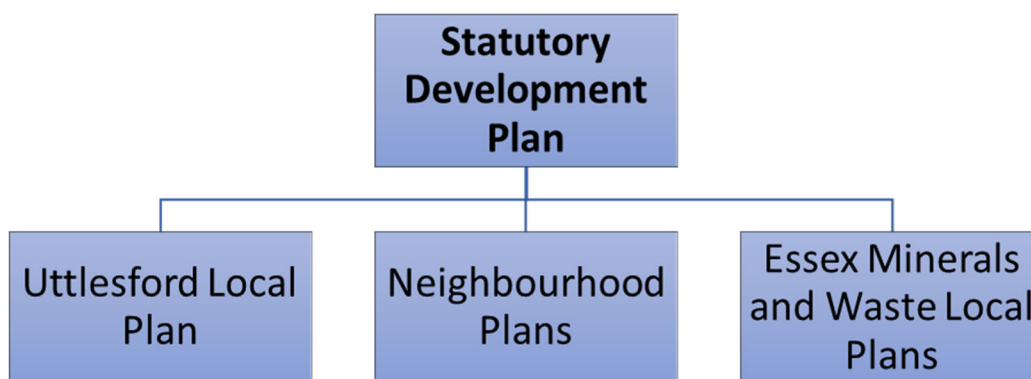 Statutory
Development
Plan
Uttlesford Local
Plan
Neighbourhood
Plans
Essex Minerals
and Waste Local
Plans